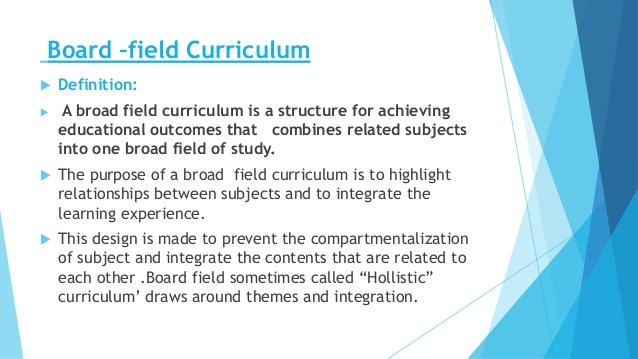 Board –field Curriculum
Definition:
A broad field curriculum is a structure for achieving
educational outcomes that combines related subjects
into one broad field of study.
The purpose of a broad field curriculum is to highlight
relationships between subjects and to integrate the
learning experience.
This design is made to prevent the compartmentalization
of subject and integrate the contents that are related to
each other .Board field sometimes called “Hollistic”
curriculum’ draws around themes and integration.